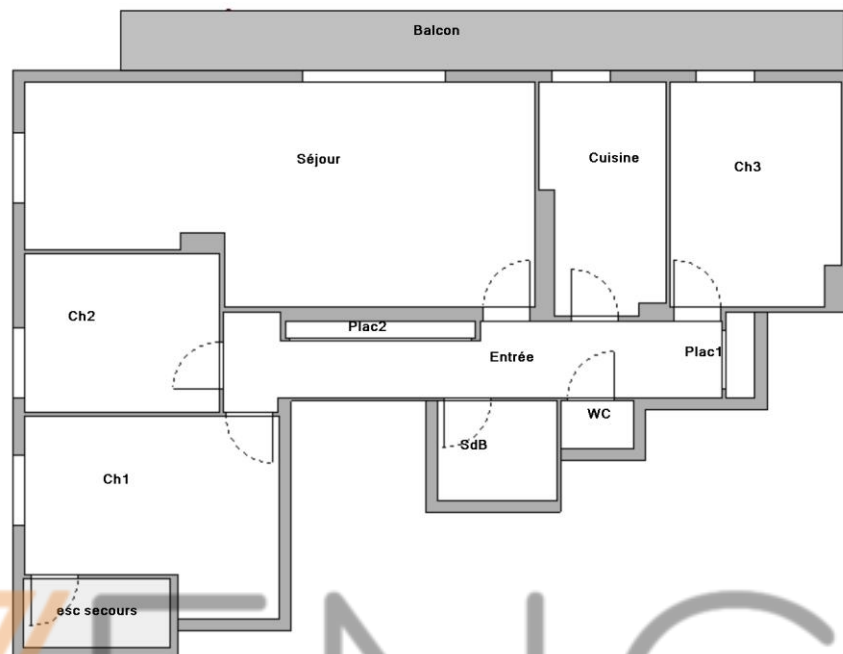 Balcon
Séjour
Cuisine
Ch3
Ch2
Plac2
Entrée
Plac1
WC
SdB
Ch1
esc secours